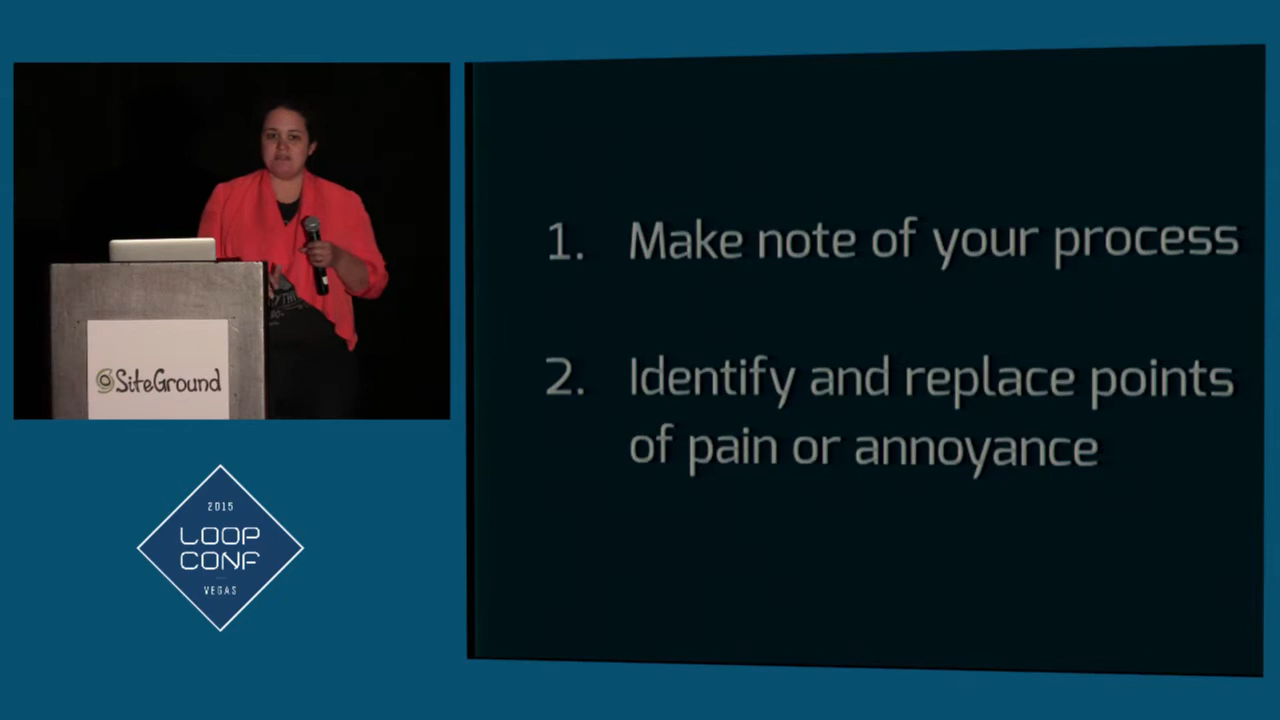 1. Make note of your process
2. Identify and replace points
of pain or annoyance
SiteGround
2015
LOOP
CONF
VEGAS